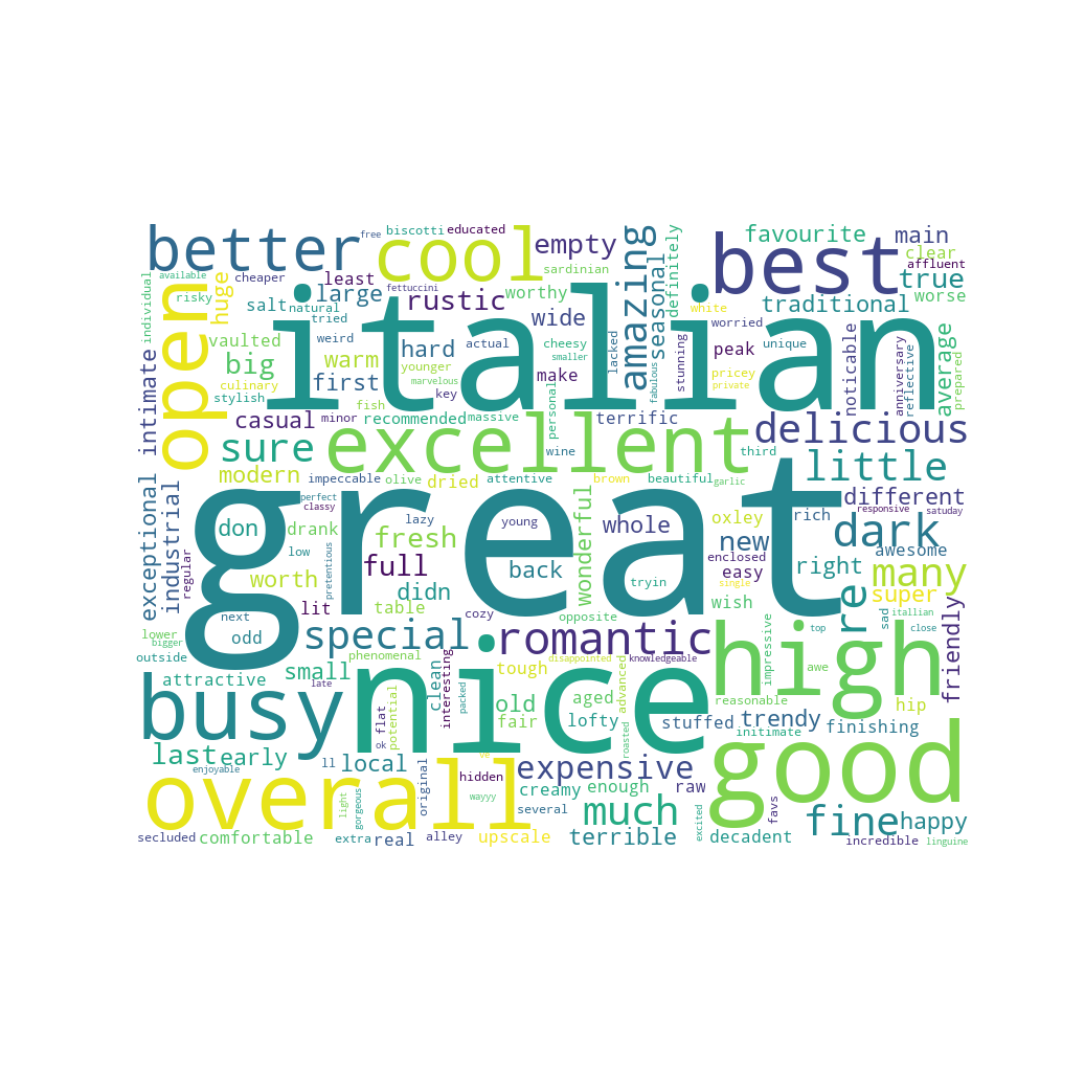 better
free
biscotti
educated
cool
empty
amazing
definitely
best
favourite
main
clear
affluent
available
cheaper
fettuccini
least
sardinian
seasonal
true
individual
risky
huge
salt
natural
large
rustic
worthy
italian
traditional
worse
open
tried
wide
white
worried
noticable
anniversary
reflective
vaulted
weird
hard
actual
cheesy
lacked
stunning
peak
unique
average
prepared
intimate
big
warm
younger
smaller
make
fabulous
pricey
private
culinary
first
marvelous
key
stylish
fish
personal
casual
minor
recommended
massive
terrific
delicious
sure
excellent
wine
third
little
modern
impeccable
olive
dried
attentive
brown
beautiful
garlic
exceptional
industrial
perfect
classy
great
wonderful
different
responsive
satuday
don
drank
lazy
young
whole
oxley
rich
dark
regular
low
pretentious
fresh
new
awesome
worth
full
back
enclosed
easy
right
many
lit
didn
tryin
single
super
table
cozy
wish
re
sad
itallian
next
odd
special
opposite
romantic
impressive
top
close
friendly
lower
bigger
outside
small
phenomenal
clean
interesting
tough
disappointed
knowledgeable
high
awe
attractive
late
packed
nice
advanced
reasonable
hip
busy
potential
old
aged
fair
lofty
stuffed
trendy
finishing
flat
ok
roasted
initimate
good
last
early
local
ll
original
hidden
ve
expensive
enjoyable
creamy
enough
raw
favs
overall
light
gorgeous
wayyy
several
much
excited
fine
happy
secluded
comfortable
extra
real
alley
upscale
terrible
decadent
incredible
linguine